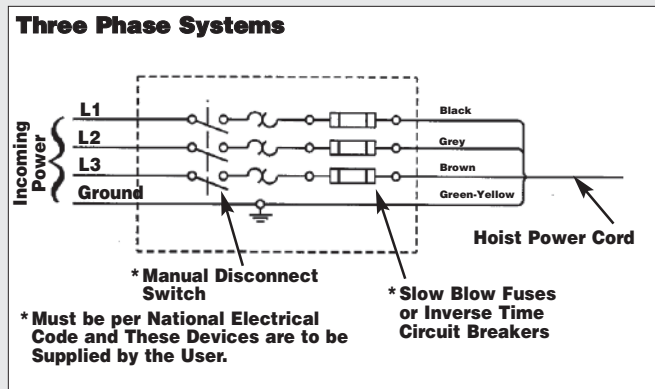 Three Phase Systems
Incoming
Power
L1
L2
L3
Ground
Black
Grey
Brown
Green-Yellow
Hoist Power Cord
*Manual Disconnect
Switch
*Slow Blow Fuses
or Inverse Time
Circuit Breakers
*Must be per National Electrical
Code and These Devices are to be
Supplied by the User.